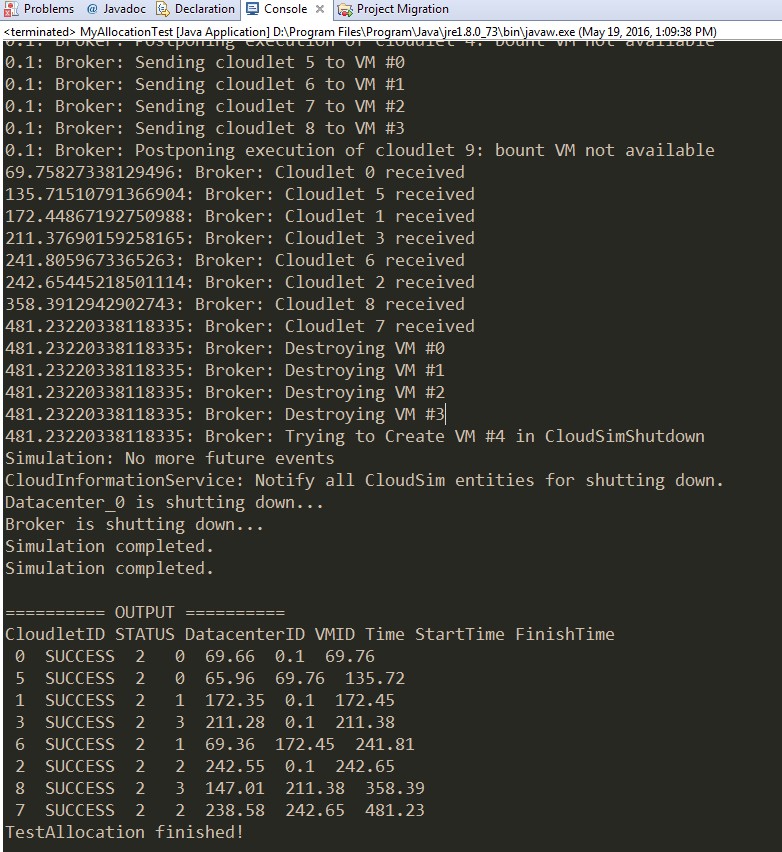 Problems @ Javadoc Declaration Console Project Migration
<terminated> MyAllocationTest [Java Application] D:\Program Files\Program\Java\jre1.8.0_73\bin\javaw.exe (May 19, 2016, 1:09:38 PM)
0.1: Broker: Postponing execution of cloudlet 4: bount VM not available
0.1: Broker: Sending cloudlet 5 to VM #0
0.1: Broker: Sending cloudlet 6 to VM #1
0.1: Broker: Sending cloudlet 7 to VM #2
0.1: Broker: Sending cloudlet 8 to VM #3
0.1: Broker: Postponing execution of cloudlet 9: bount VM not available
69.75827338129496: Broker: Cloudlet 0 received
135.71510791366904: Broker: Cloudlet 5 received
172.44867192750988: Broker: Cloudlet 1 received
211.37690159258165: Broker: Cloudlet 3 received
241.8059673365263: Broker: Cloudlet 6 received
242.65445218501114: Broker: Cloudlet 2 received
358.3912942902743: Broker: Cloudlet 8 received
481.23220338118335: Broker: Cloudlet 7 received
481.23220338118335: Broker: Destroying VM #0
481.23220338118335: Broker: Destroying VM #1
481.23220338118335: Broker: Destroying VM #2
481.23220338118335: Broker: Destroying VM #3
481.23220338118335: Broker: Trying to Create VM #4 in CloudSimShutdown
Simulation: No more future events
CloudInformationService: Notify all CloudSim entities for shutting down.
Datacenter_0 is shutting down...
Broker is shutting down...
Simulation completed.
Simulation completed.
========== OUTPUT ==========
CloudletID STATUS DatacenterID VMID Time StartTime FinishTime
0 SUCCESS 2 0 69.66 0.1 69.76
5 SUCCESS 2 0 65.96 69.76 135.72
1 SUCCESS 2 1 172.35 0.1 172.45
3 SUCCESS 2 3 211.28 0.1 211.38
6 SUCCESS 2 1 69.36 172.45 241.81
2 SUCCESS 2 2 242.55 0.1 242.65
8 SUCCESS 2 3 147.01 211.38 358.39
7 SUCCESS 2 2 238.58 242.65 481.23
TestAllocation finished!